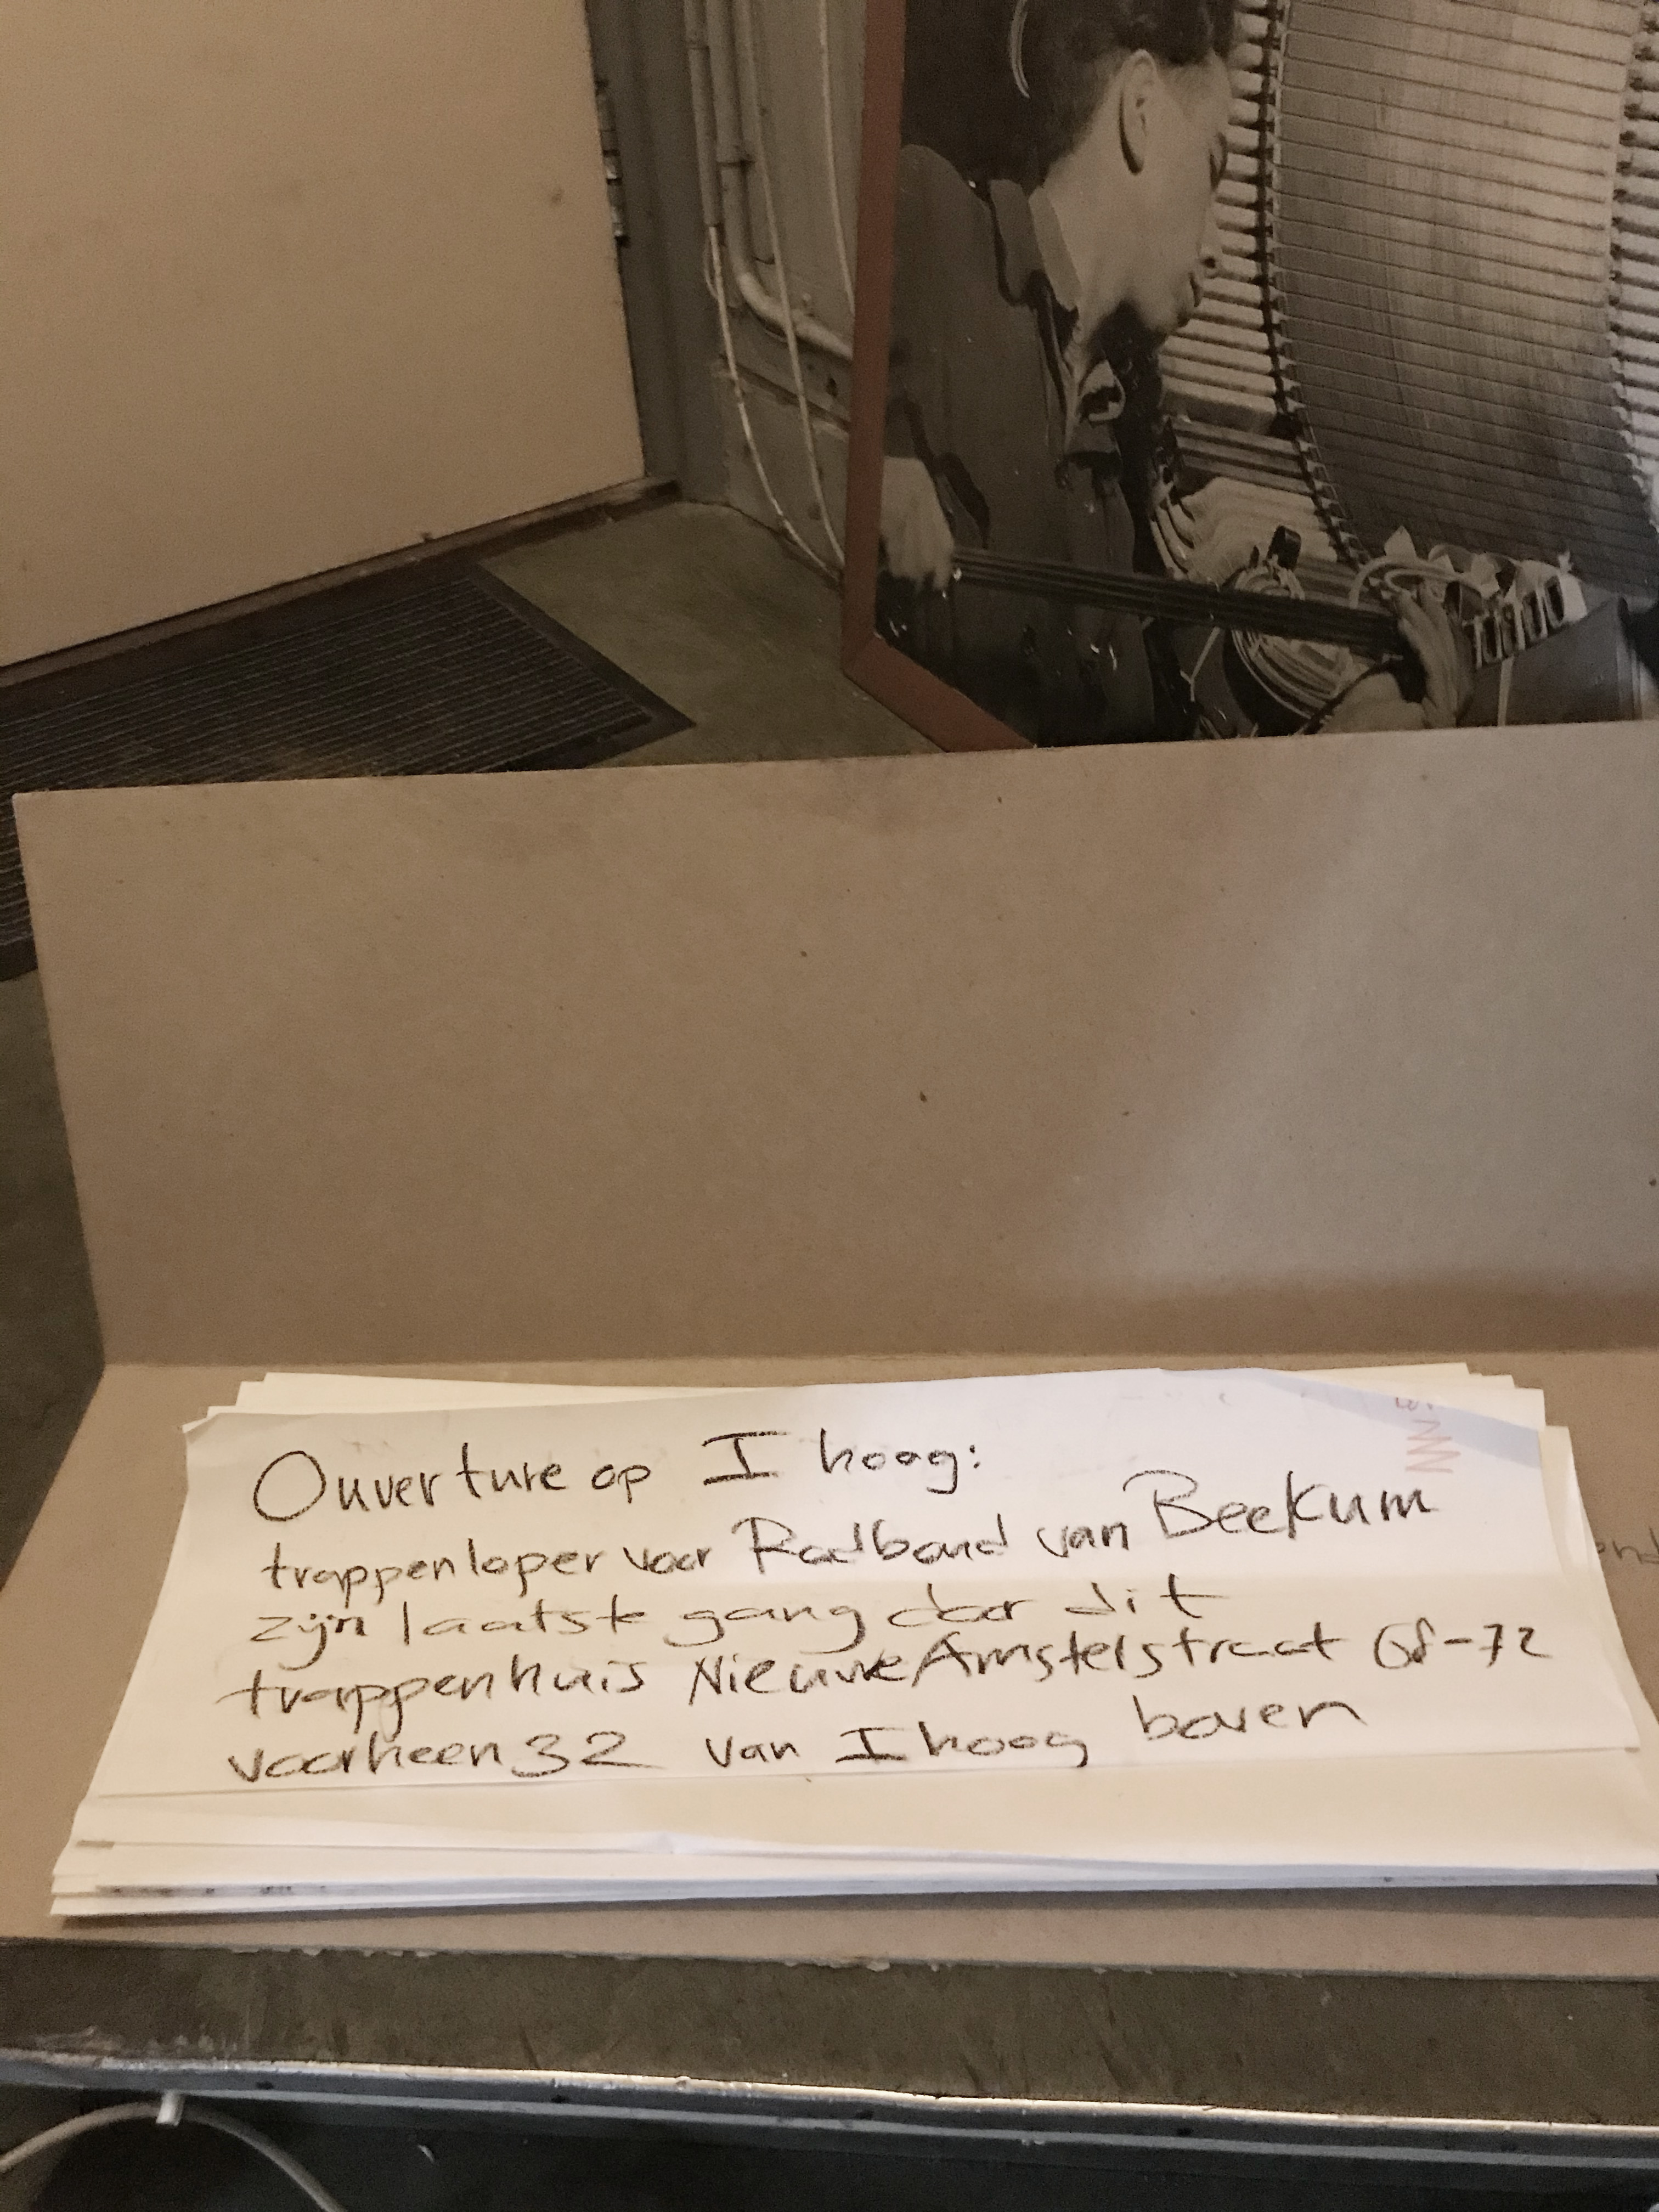 Ouverture op I hoog:
trappenloper voor Radboud van Beekum
zijn laatste gang door dit
trappenhuis Nieuwe Amstelstraat 68-72
voorheen 32 van I hoog boven